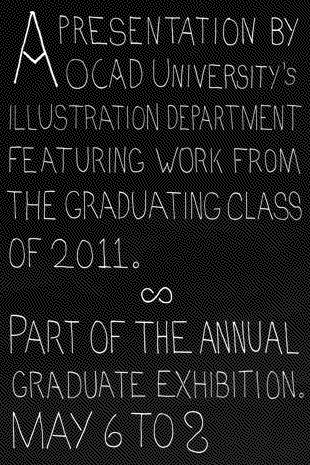 A PRESENTATION BY
OCAD UNIVERSITY'S
ILLUSTRATION DEPARTMENT
FEATURING WORK FROM
THE GRADUATING CLASS
OF 2011.
∞
PART OF THE ANNUAL
GRADUATE EXHIBITION.
MAY 6 TO 8